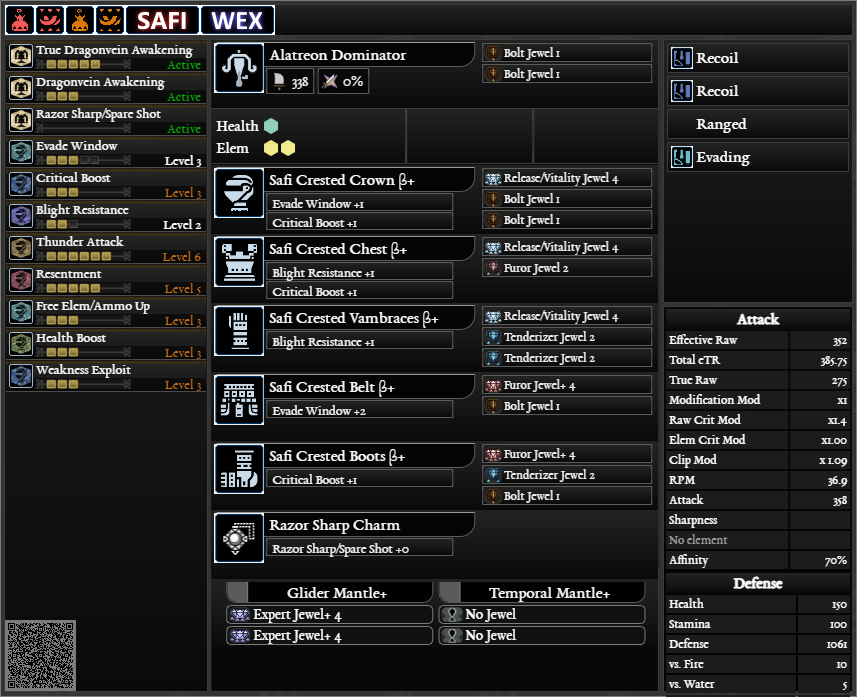 SAFI WEX
True Dragonvein Awakening
Active
Dragonvein Awakening
Active
Razor Sharp/Spare Shot
Active
Evade Window
Level 3
Critical Boost
Level 3
Blight Resistance
Level 2
Thunder Attack
Level 6
Resentment
Level 5
Free Elem/Ammo Up
Level 3
Health Boost
Level 3
Weakness Exploit
Level 3
Alatreon Dominator
338 0%
Bolt Jewel 1
Bolt Jewel 1
Health
Elem
Safi Crested Crown β+
Evade Window +1
Critical Boost +1
Release/Vitality Jewel 4
Bolt Jewel 1
Bolt Jewel 1
Safi Crested Chest β+
Blight Resistance +1
Critical Boost +1
Release/Vitality Jewel 4
Furor Jewel 2
Safi Crested Vambraces β+
Blight Resistance +1
Release/Vitality Jewel 4
Tenderizer Jewel 2
Tenderizer Jewel 2
Safi Crested Belt β+
Evade Window +2
Furor Jewel+ 4
Bolt Jewel 1
Safi Crested Boots β+
Critical Boost +1
Furor Jewel+ 4
Tenderizer Jewel 2
Bolt Jewel 1
Razor Sharp Charm
Razor Sharp/Spare Shot +0
Glider Mantle+
Expert Jewel+ 4
Expert Jewel+ 4
Temporal Mantle+
No Jewel
No Jewel
Recoil
Recoil
Ranged
Evading
Attack
Effective Raw 352
Total eTR 385.75
True Raw 275
Modification Mod x1
Raw Crit Mod x1.4
Elem Crit Mod x1.00
Clip Mod x 1.09
RPM 36.9
Attack 358
Sharpness
No element
Affinity 70%
Defense
Health 150
Stamina 100
Defense 1061
vs. Fire 10
vs. Water 5